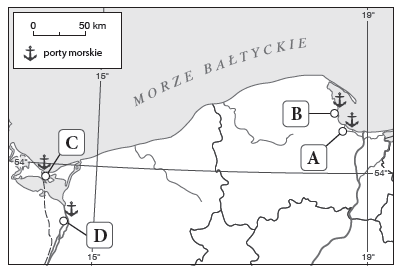 0 50 km
porty morskie
19°
15°
MORZE BAŁTYCKIE
B
A
C
54°
54°
D
15°
19°